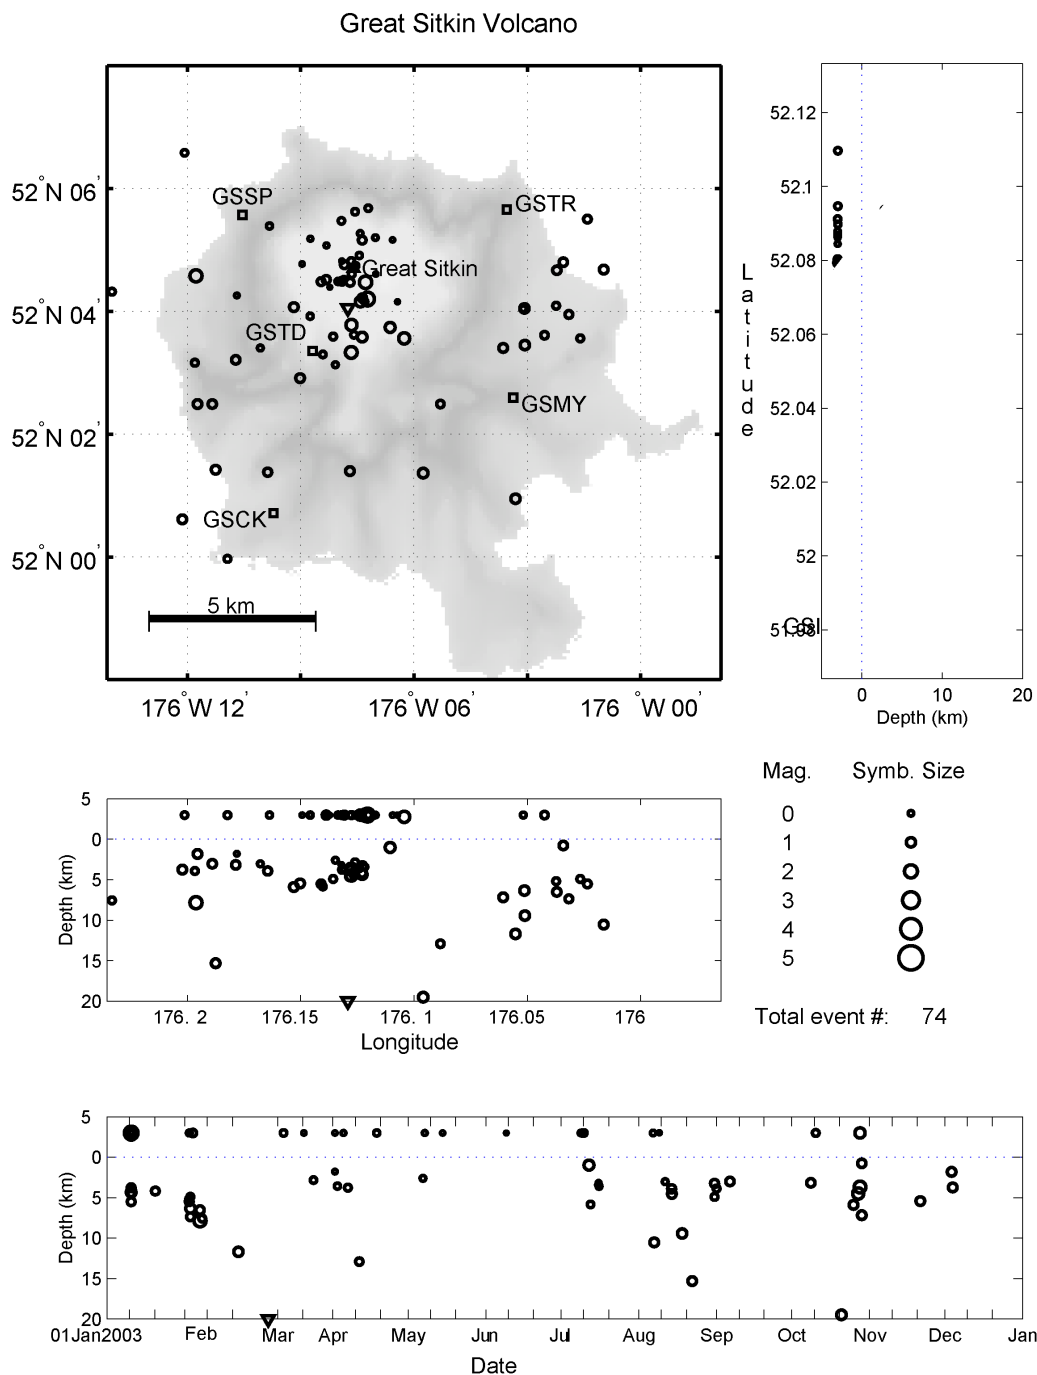 Great Sitkin Volcano
52°N 06'
52°N 04'
52°N 02'
52°N 00'
GSSP
GSTR
Great Sitkin
GSTD
GSMY
GSCK
5 km
176°W 12'
176°W 06'
176°W 00'
Latitude
52.12
52.1
52.08
52.06
52.04
52.02
52
51.98
GSI
0 10 20
Depth (km)
Mag. Symb. Size
0
1
2
3
4
5
Total event #: 74
5
0
5
10
15
20
Depth (km)
176. 2 176.15 176. 1 176.05 176
Longitude
5
0
5
10
15
20
Depth (km)
01Jan2003 Feb Mar Apr May Jun Jul Aug Sep Oct Nov Dec Jan
Date